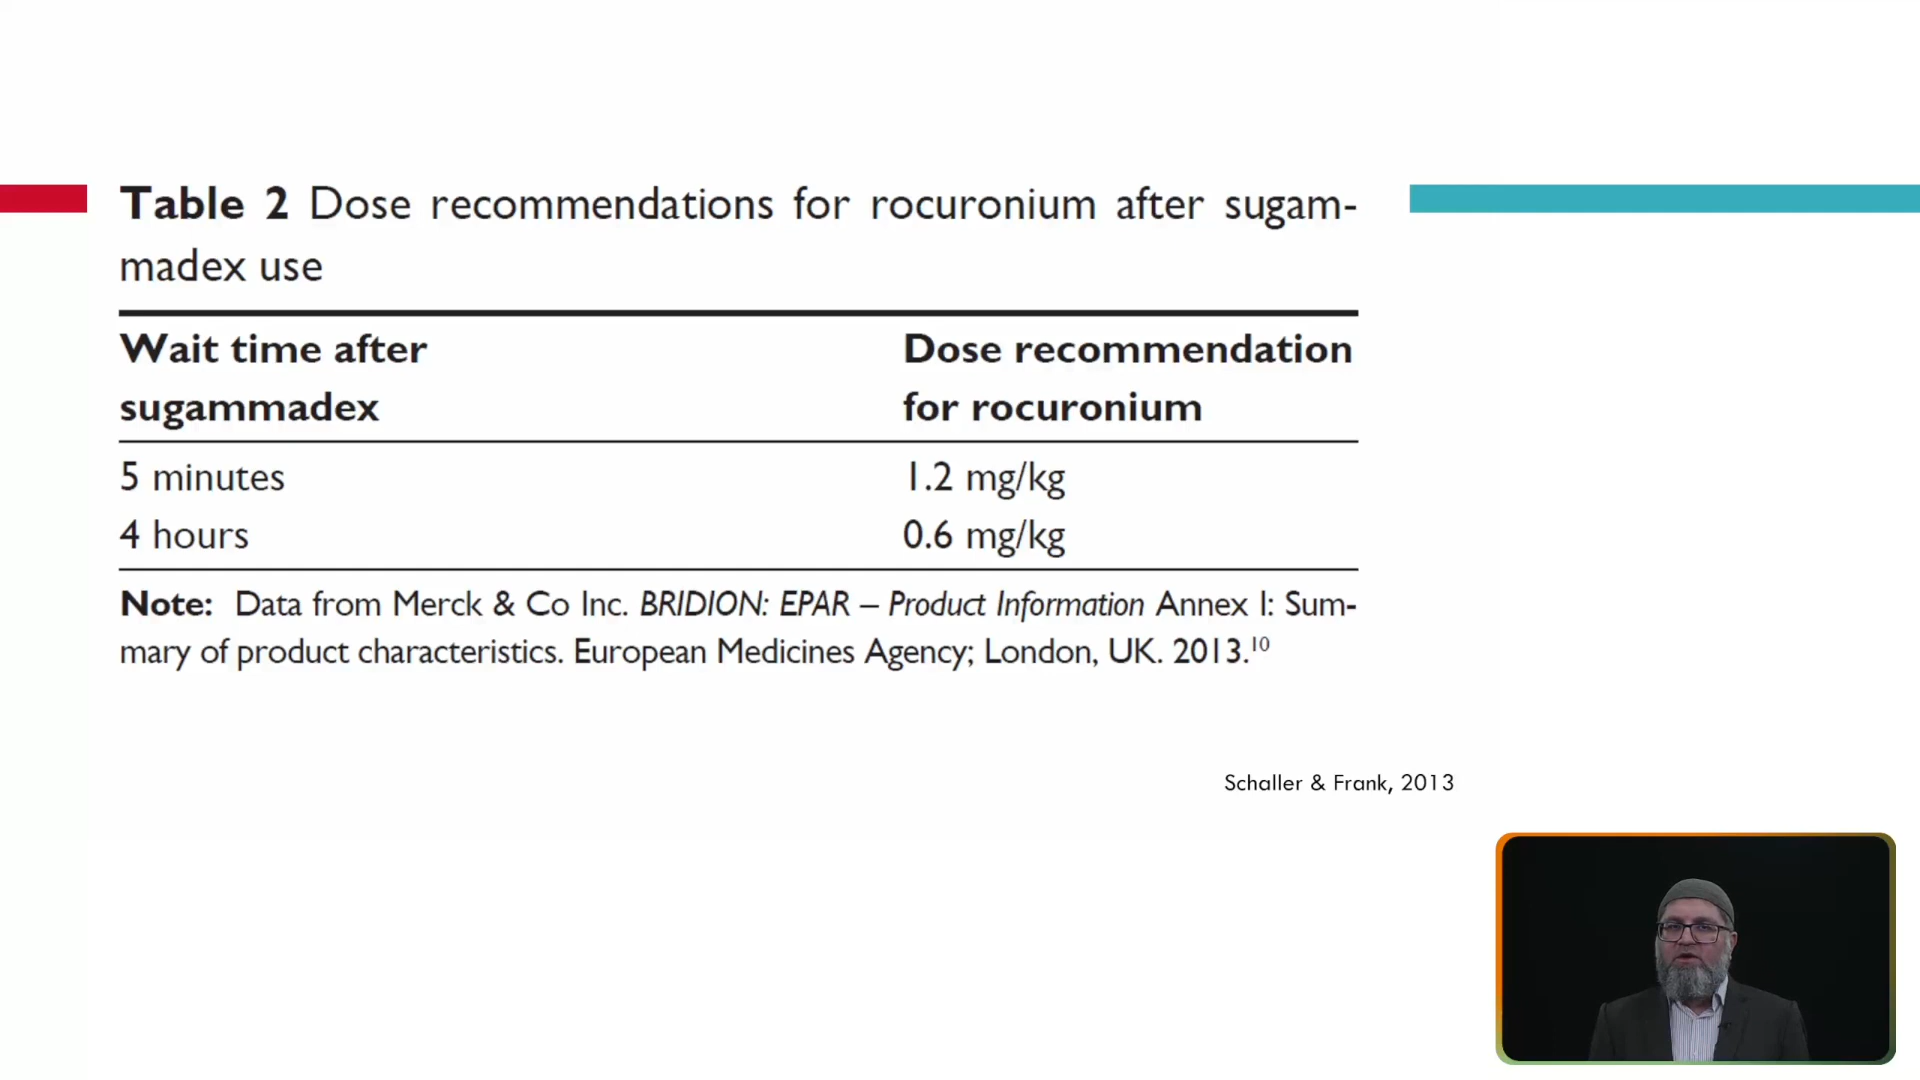 Table 2 Dose recommendations for rocuronium after sugam-
madex use
Wait time after
sugammadex
Dose recommendation
for rocuronium
5 minutes
1.2 mg/kg
4 hours
0.6 mg/kg
Note: Data from Merck & Co Inc. BRIDION: EPAR – Product Information Annex I: Sum-
mary of product characteristics. European Medicines Agency; London, UK. 2013.10
Schaller & Frank, 2013